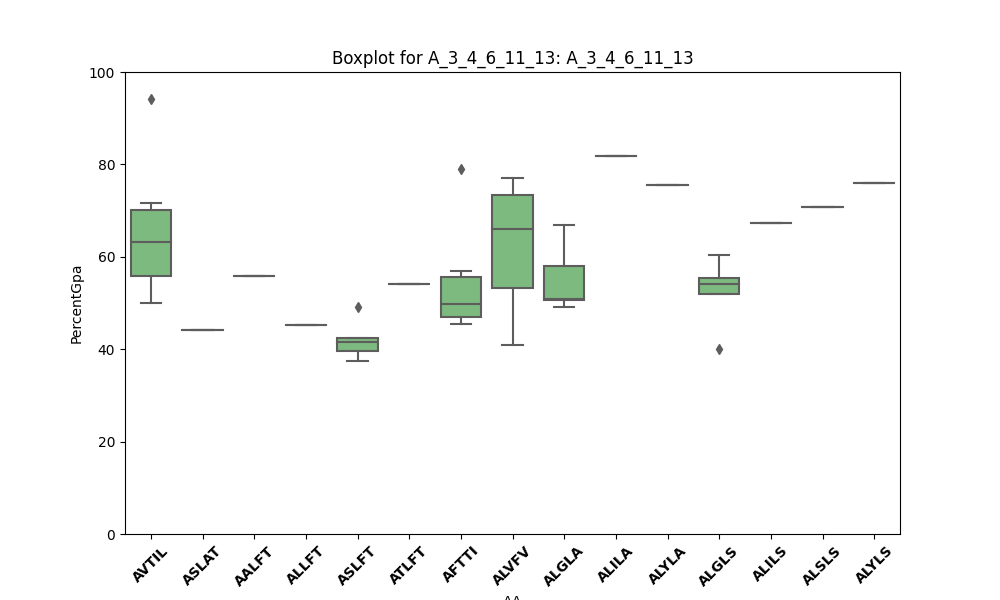 Boxplot for A_3_4_6_11_13: A_3_4_6_11_13
100
80
60
40
20
0
PercentGpa
AVTIL
ASLAT
AALFT
ALLFT
ASLFT
ATLFT
AFTTI
ALVFV
ALGLA
ALILA
ALYLA
ALGLS
ALILS
ALSLS
ALYLS
AA